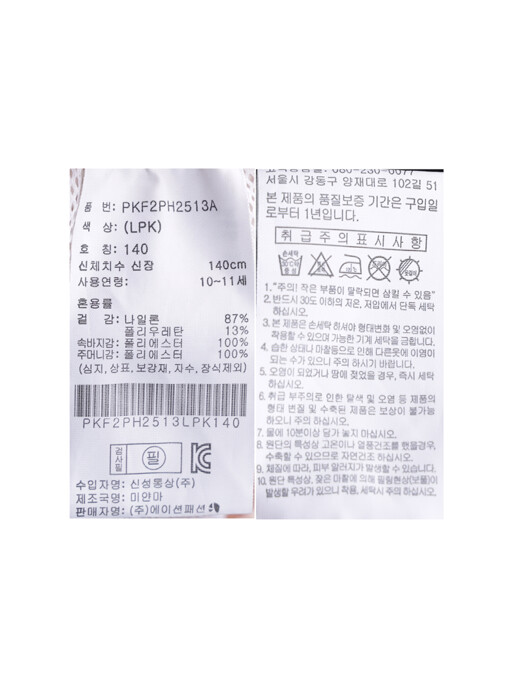 품 번: PKF2PH2513A
색 상: (LPK)
호 칭: 140
신체치수 신장 140cm
사용연령: 10~11세
혼용률
겉 감: 나일론 87%
폴리우레탄 13%
속바지감: 폴리에스터 100%
주머니감: 폴리에스터 100%
(심지, 상표, 보강재, 자수, 장식제외)
PKF2PH2513LPK140
검사필 필
수입자명: 신성통상(주)
제조국명: 미얀마
판매자명: (주)에이션패션
서울시 강동구 양재대로 102길 51
본 제품의 품질보증 기간은 구입일
로부터 1년입니다.
취급주의표시사항
손세탁
1. "주의! 작은 부품이 탈락되면 삼킬 수 있음"
2. 반드시 30도 이하의 저온, 저압에서 단독 세탁
하십시오.
3. 본 제품은 손세탁 하셔야 형태변화 및 오염없이
착용할 수 있으며 가능한 기계 세탁을 금합니다.
4. 습한 상태나 마찰등으로 인해 다른옷에 이염이
되는 수가 있으니 주의 하시기 바랍니다.
5. 오염이 되었거나 땀에 젖었을 경우, 즉시 세탁
하십시오.
6. 취급 부주의로 인한 탈색 및 오염 등 제품의
형태 변질 및 수축된 제품은 보상이 불가능
하오니 주의 하십시오.
7. 물에 10분이상 담가 놓지 마십시오.
8. 원단의 특성상 고온이나 열풍건조를 했을경우,
수축할 수 있으므로 자연건조 하십시오.
9. 체질에 따라, 피부 알러지가 발생할 수 있습니다.
10. 원단 특성상, 잦은 마찰에 의해 필링현상(보풀)이
발생할 우려가 있으니 착용, 세탁시 주의 하십시오.